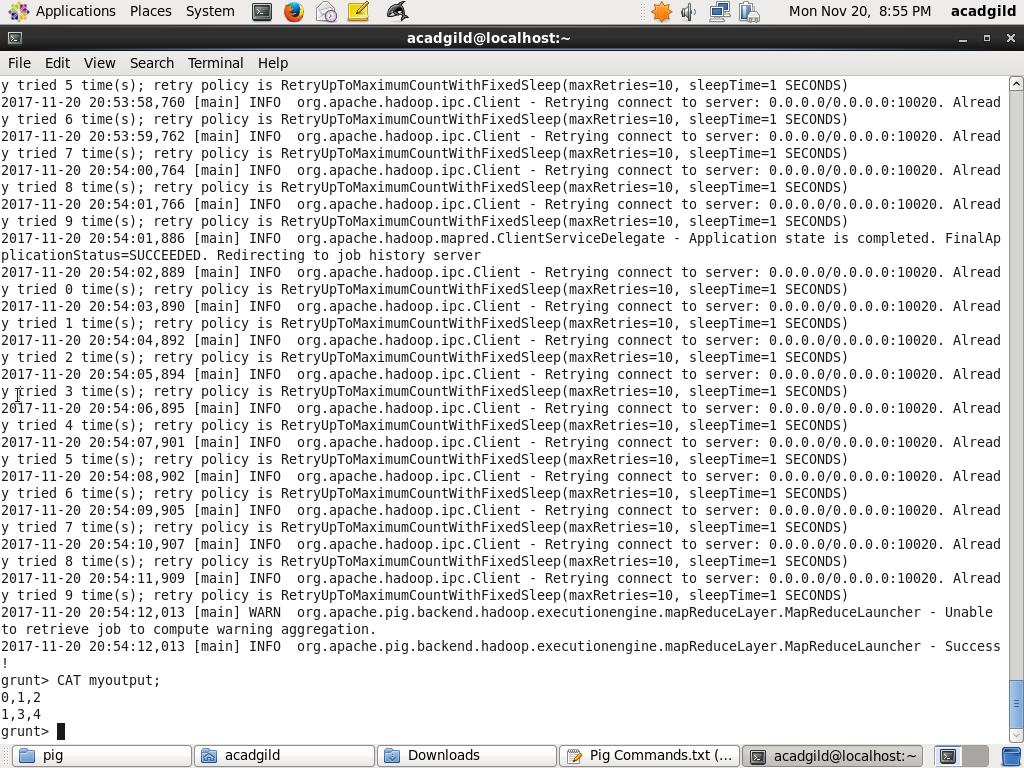 Applications Places System Mon Nov 20, 8:55 PM acadgild
acadgild@localhost:~
File Edit View Search Terminal Help
y tried 5 time(s); retry policy is RetryUpToMaximumCountWithFixedSleep(maxRetries=10, sleepTime=1 SECONDS)
2017-11-20 20:53:58,760 [main] INFO  org.apache.hadoop.ipc.Client - Retrying connect to server: 0.0.0.0/0.0.0.0:10020. Alread
y tried 6 time(s); retry policy is RetryUpToMaximumCountWithFixedSleep(maxRetries=10, sleepTime=1 SECONDS)
2017-11-20 20:53:59,762 [main] INFO  org.apache.hadoop.ipc.Client - Retrying connect to server: 0.0.0.0/0.0.0.0:10020. Alread
y tried 7 time(s); retry policy is RetryUpToMaximumCountWithFixedSleep(maxRetries=10, sleepTime=1 SECONDS)
2017-11-20 20:54:00,764 [main] INFO  org.apache.hadoop.ipc.Client - Retrying connect to server: 0.0.0.0/0.0.0.0:10020. Alread
y tried 8 time(s); retry policy is RetryUpToMaximumCountWithFixedSleep(maxRetries=10, sleepTime=1 SECONDS)
2017-11-20 20:54:01,766 [main] INFO  org.apache.hadoop.ipc.Client - Retrying connect to server: 0.0.0.0/0.0.0.0:10020. Alread
y tried 9 time(s); retry policy is RetryUpToMaximumCountWithFixedSleep(maxRetries=10, sleepTime=1 SECONDS)
2017-11-20 20:54:01,886 [main] INFO  org.apache.hadoop.mapred.ClientServiceDelegate - Application state is completed. FinalAp
plicationStatus=SUCCEEDED. Redirecting to job history server
2017-11-20 20:54:02,889 [main] INFO  org.apache.hadoop.ipc.Client - Retrying connect to server: 0.0.0.0/0.0.0.0:10020. Alread
y tried 0 time(s); retry policy is RetryUpToMaximumCountWithFixedSleep(maxRetries=10, sleepTime=1 SECONDS)
2017-11-20 20:54:03,890 [main] INFO  org.apache.hadoop.ipc.Client - Retrying connect to server: 0.0.0.0/0.0.0.0:10020. Alread
y tried 1 time(s); retry policy is RetryUpToMaximumCountWithFixedSleep(maxRetries=10, sleepTime=1 SECONDS)
2017-11-20 20:54:04,892 [main] INFO  org.apache.hadoop.ipc.Client - Retrying connect to server: 0.0.0.0/0.0.0.0:10020. Alread
y tried 2 time(s); retry policy is RetryUpToMaximumCountWithFixedSleep(maxRetries=10, sleepTime=1 SECONDS)
2017-11-20 20:54:05,894 [main] INFO  org.apache.hadoop.ipc.Client - Retrying connect to server: 0.0.0.0/0.0.0.0:10020. Alread
y tried 3 time(s); retry policy is RetryUpToMaximumCountWithFixedSleep(maxRetries=10, sleepTime=1 SECONDS)
2017-11-20 20:54:06,895 [main] INFO  org.apache.hadoop.ipc.Client - Retrying connect to server: 0.0.0.0/0.0.0.0:10020. Alread
y tried 4 time(s); retry policy is RetryUpToMaximumCountWithFixedSleep(maxRetries=10, sleepTime=1 SECONDS)
2017-11-20 20:54:07,901 [main] INFO  org.apache.hadoop.ipc.Client - Retrying connect to server: 0.0.0.0/0.0.0.0:10020. Alread
y tried 5 time(s); retry policy is RetryUpToMaximumCountWithFixedSleep(maxRetries=10, sleepTime=1 SECONDS)
2017-11-20 20:54:08,902 [main] INFO  org.apache.hadoop.ipc.Client - Retrying connect to server: 0.0.0.0/0.0.0.0:10020. Alread
y tried 6 time(s); retry policy is RetryUpToMaximumCountWithFixedSleep(maxRetries=10, sleepTime=1 SECONDS)
2017-11-20 20:54:09,905 [main] INFO  org.apache.hadoop.ipc.Client - Retrying connect to server: 0.0.0.0/0.0.0.0:10020. Alread
y tried 7 time(s); retry policy is RetryUpToMaximumCountWithFixedSleep(maxRetries=10, sleepTime=1 SECONDS)
2017-11-20 20:54:10,907 [main] INFO  org.apache.hadoop.ipc.Client - Retrying connect to server: 0.0.0.0/0.0.0.0:10020. Alread
y tried 8 time(s); retry policy is RetryUpToMaximumCountWithFixedSleep(maxRetries=10, sleepTime=1 SECONDS)
2017-11-20 20:54:11,909 [main] INFO  org.apache.hadoop.ipc.Client - Retrying connect to server: 0.0.0.0/0.0.0.0:10020. Alread
y tried 9 time(s); retry policy is RetryUpToMaximumCountWithFixedSleep(maxRetries=10, sleepTime=1 SECONDS)
2017-11-20 20:54:12,013 [main] WARN  org.apache.pig.backend.hadoop.executionengine.mapReduceLayer.MapReduceLauncher - Unable
to retrieve job to compute warning aggregation.
2017-11-20 20:54:12,013 [main] INFO  org.apache.pig.backend.hadoop.executionengine.mapReduceLayer.MapReduceLauncher - Success
!
grunt> CAT myoutput;
0,1,2
1,3,4
grunt>
pig acadgild Downloads Pig Commands.txt (... acadgild@localhost:~